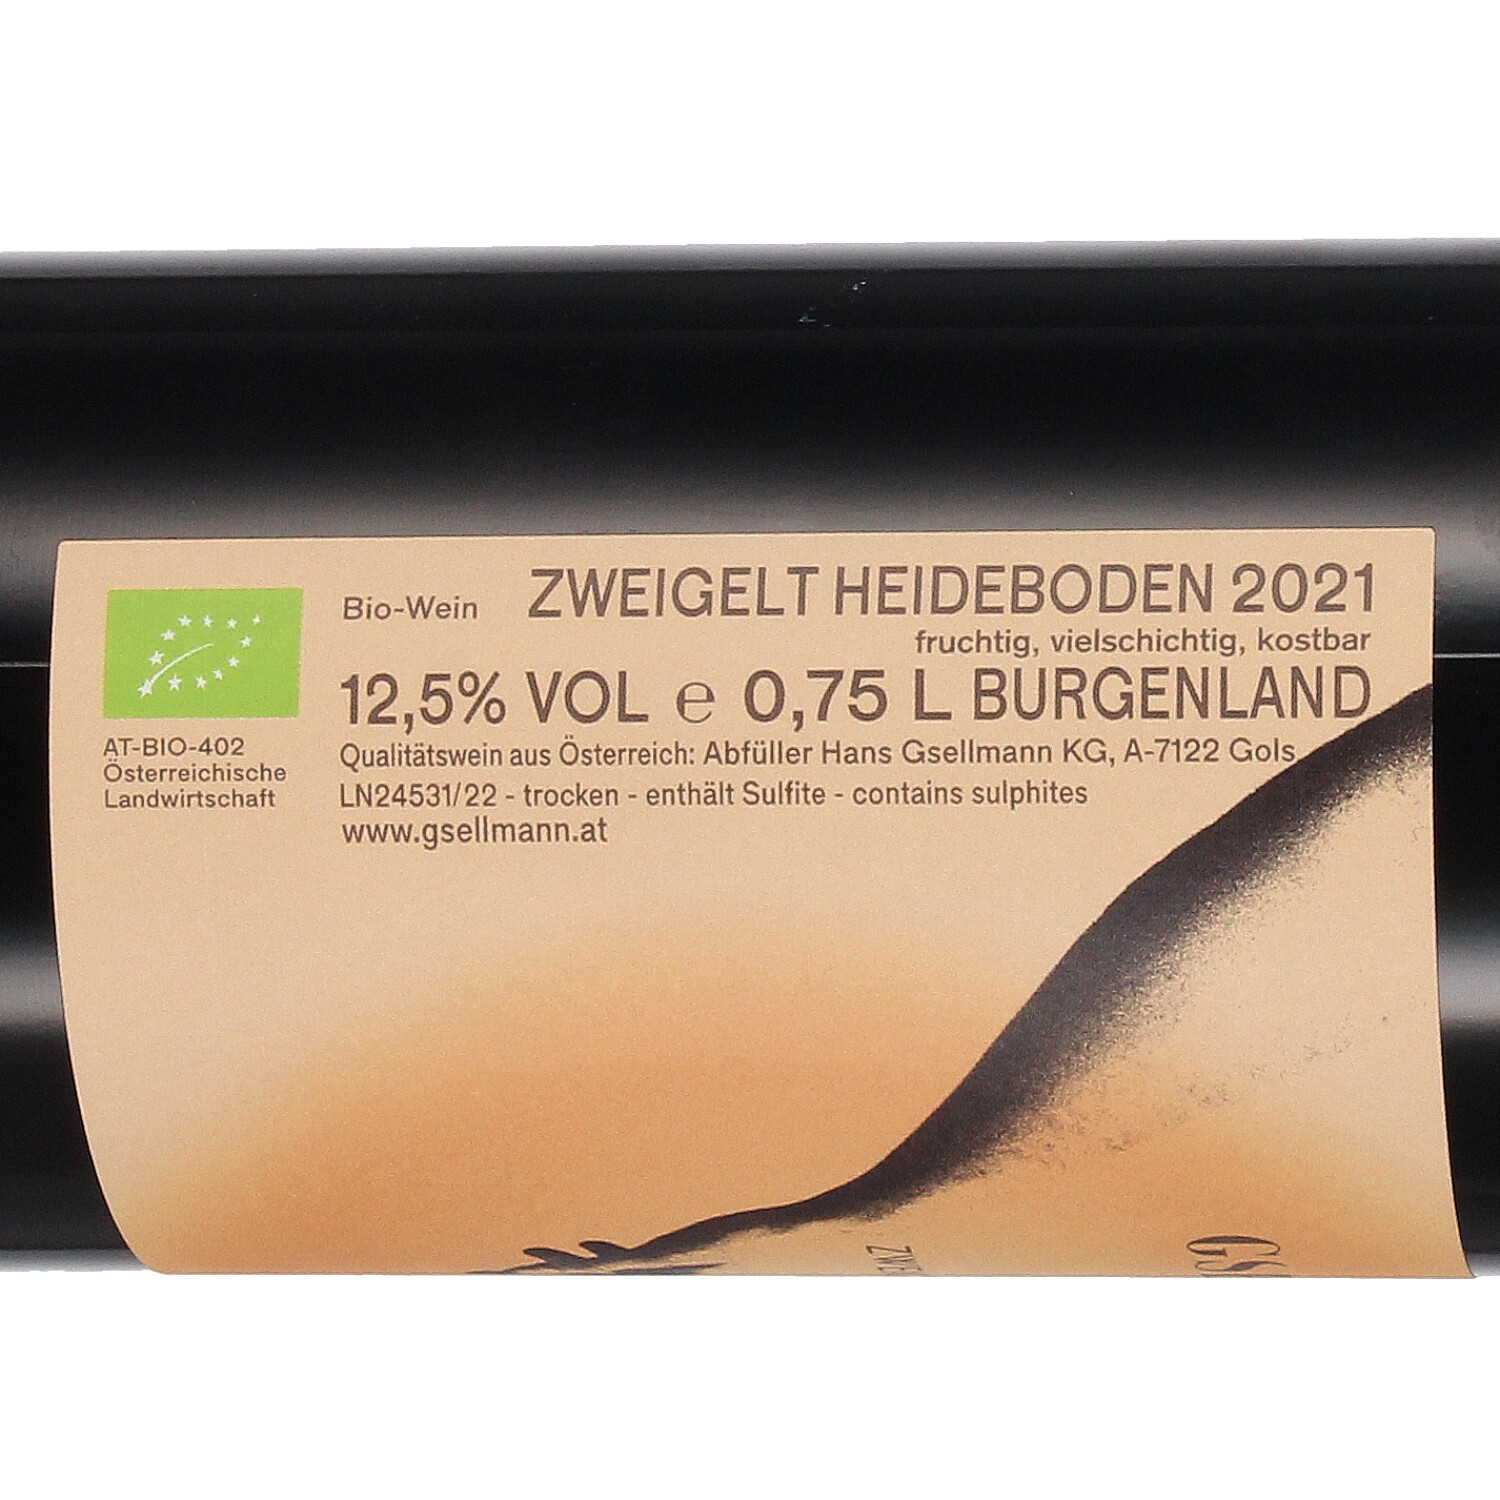 Bio-Wein
ZWEIGELT HEIDEBODEN 2021
fruchtig, vielschichtig, kostbar
12,5% VOL ℮ 0,75 L BURGENLAND
Qualitätswein aus Österreich: Abfüller Hans Gsellmann KG, A-7122 Gols
LN24531/22 - trocken - enthält Sulfite - contains sulphites
www.gsellmann.at
AT-BIO-402
Österreichische
Landwirtschaft